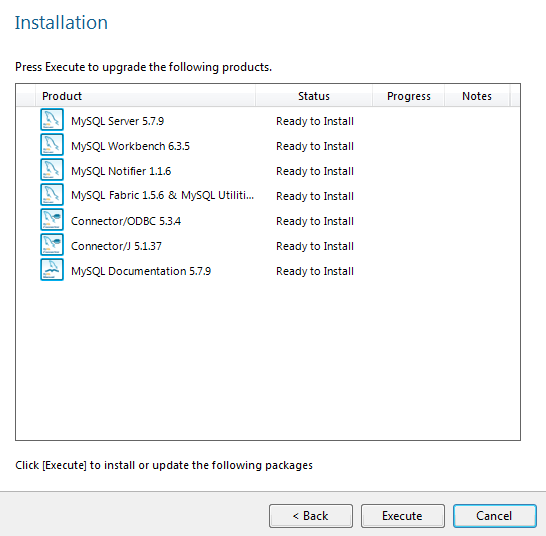 Installation
Press Execute to upgrade the following products.
Product Status Progress Notes
MySQL Server 5.7.9 Ready to Install
MySQL Workbench 6.3.5 Ready to Install
MySQL Notifier 1.1.6 Ready to Install
MySQL Fabric 1.5.6 & MySQL Utiliti... Ready to Install
Connector/ODBC 5.3.4 Ready to Install
Connector/J 5.1.37 Ready to Install
MySQL Documentation 5.7.9 Ready to Install
Click [Execute] to install or update the following packages
< Back Execute Cancel